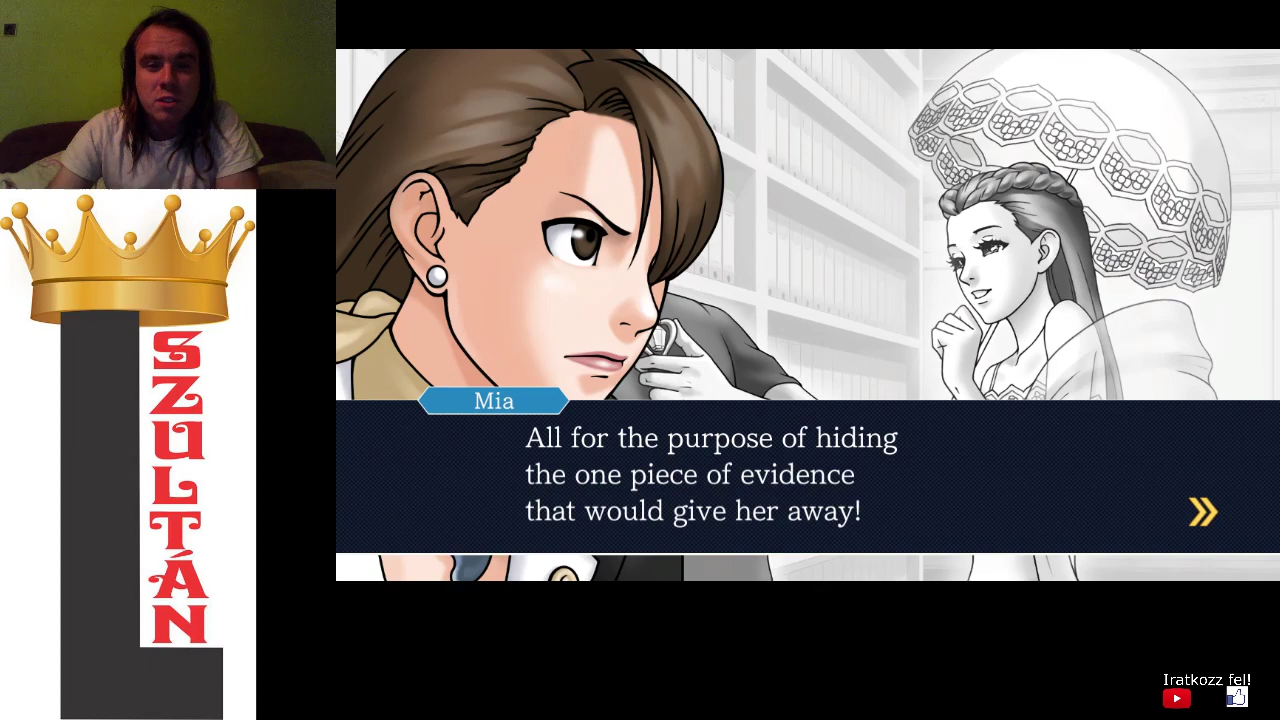 L
SZULTÁN
Mia
All for the purpose of hiding
the one piece of evidence
that would give her away!
Iratkozz fel!